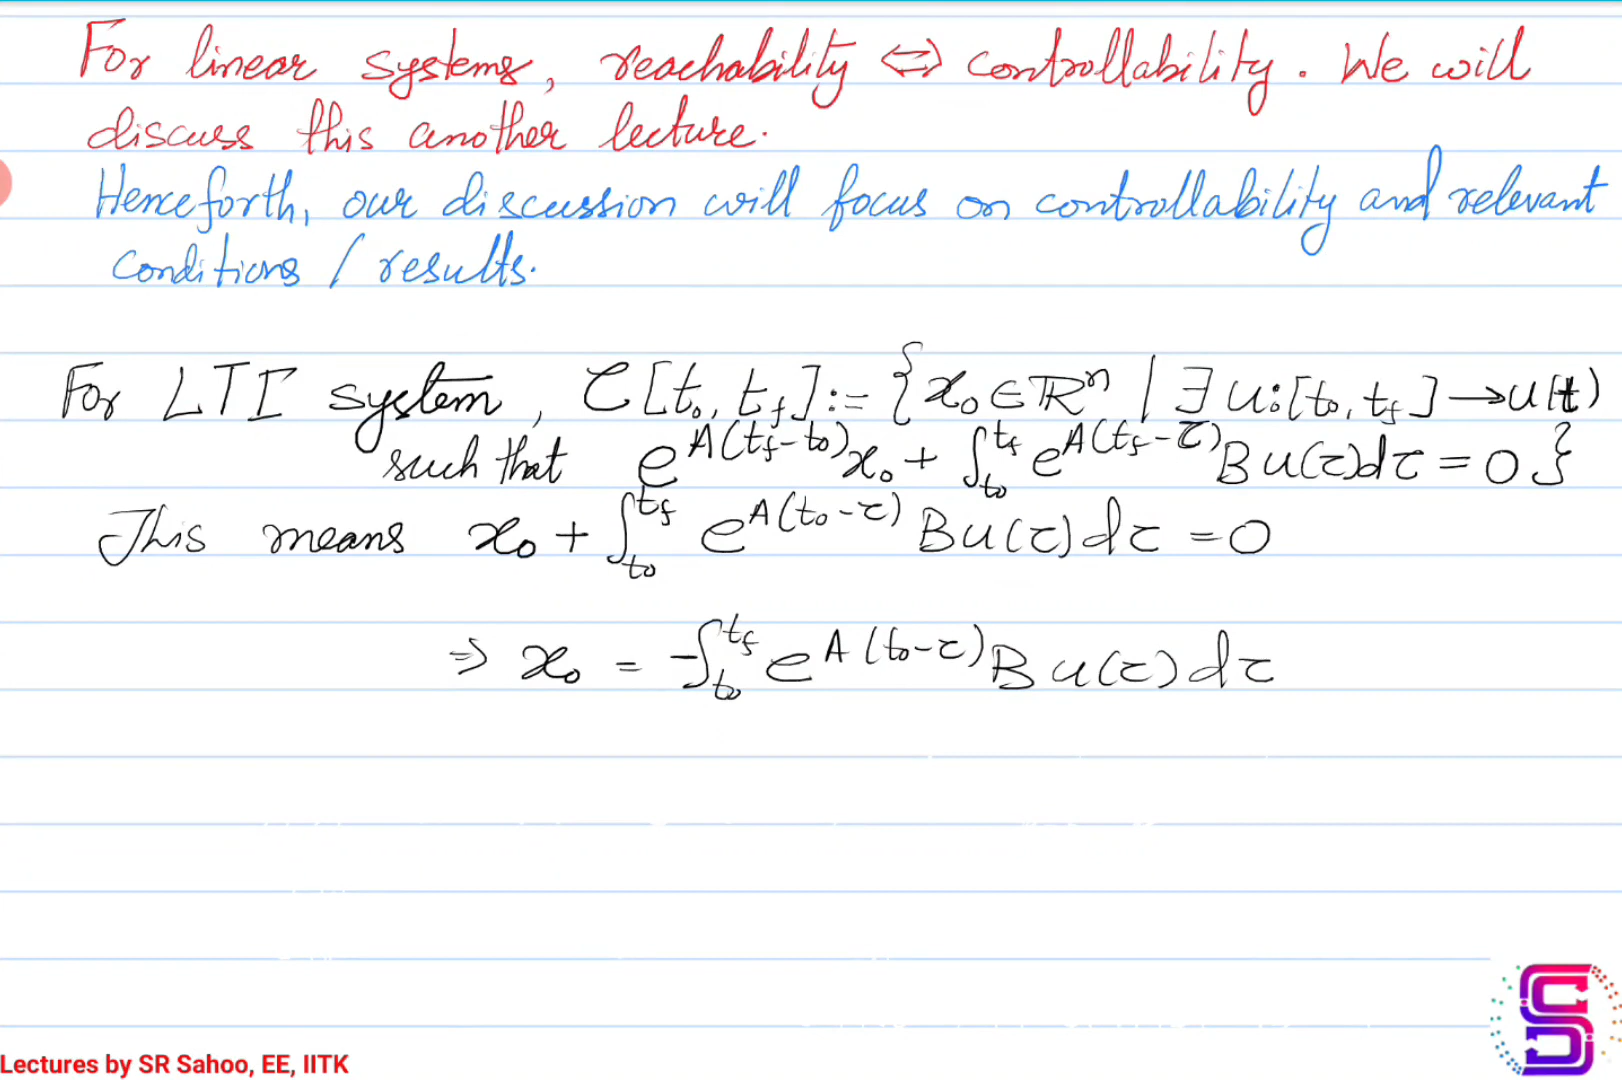 For linear systems, reachability ⇔ controllability. We will
discuss this another lecture.
Henceforth, our discussion will focus on controllability and relevant
conditions / results.
For LTI system, C[t₀, t_f] := {x₀ ∈ ℝⁿ | ∃ u:[t₀, t_f] → U(t)
such that e^{A(t_f-t₀)}x₀ + ∫_{t₀}^{t_f} e^{A(t_f-τ)}Bu(τ)dτ = 0}
This means x₀ + ∫_{t₀}^{t_f} e^{A(t₀-τ)} Bu(τ)dτ = 0
⇒ x₀ = -∫_{t₀}^{t_f} e^{A(t₀-τ)}Bu(τ)dτ
Lectures by SR Sahoo, EE, IITK